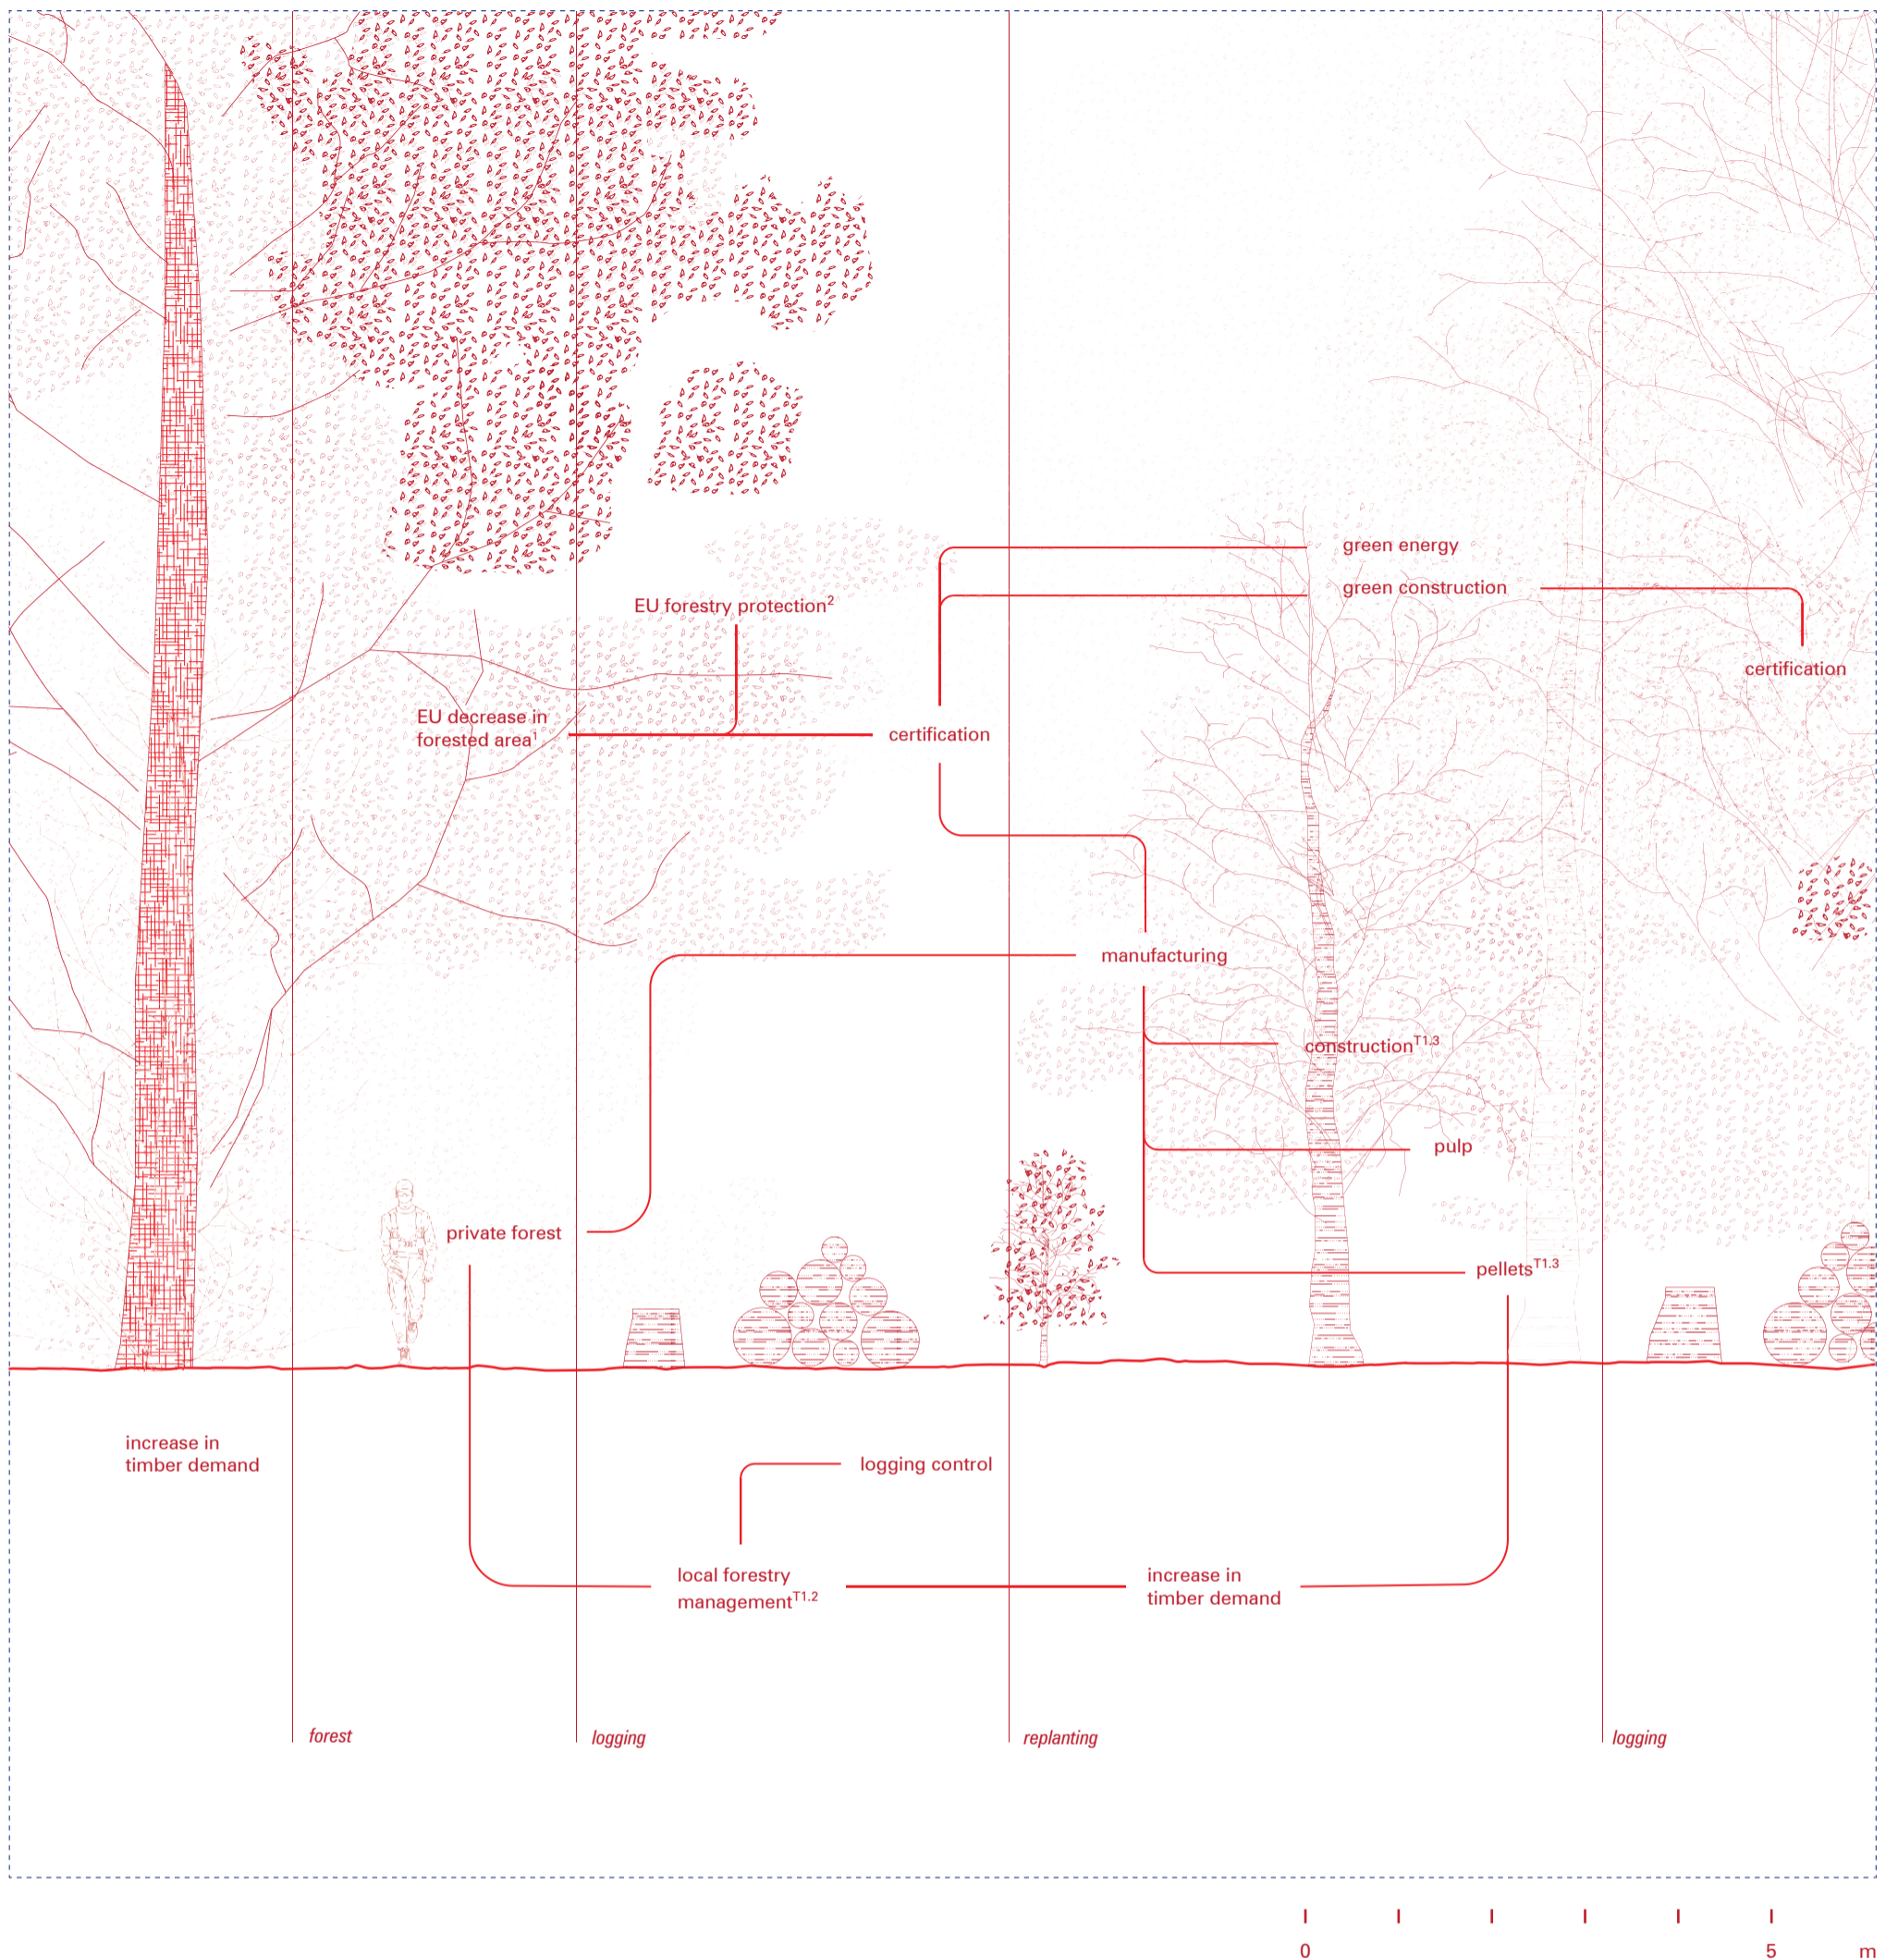 green energy
green construction
EU forestry protection2
certification
EU decrease in
forested area1
certification
manufacturing
constructionT1.3
pulp
private forest
pelletsT1.3
increase in
timber demand
logging control
local forestry
managementT1.2
increase in
timber demand
forest
logging
replanting
logging
0 5 m